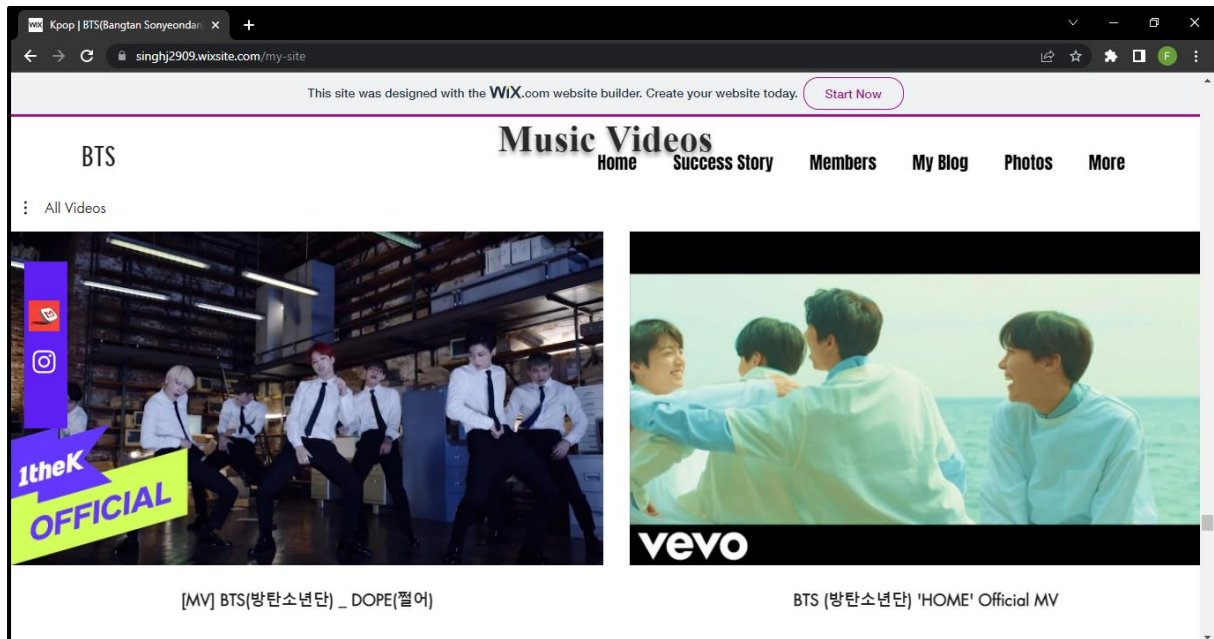 Kpop | BTS(Bangtan Sonyeondan)
singhj2909.wixsite.com/my-site
F
This site was designed with the WiX.com website builder. Create your website today. Start Now
Music Videos
BTS
Home Success Story Members My Blog Photos More
All Videos
1theK
OFFICIAL
vevo
[MV] BTS(방탄소년단) _ DOPE(쩔어)
BTS (방탄소년단) 'HOME' Official MV